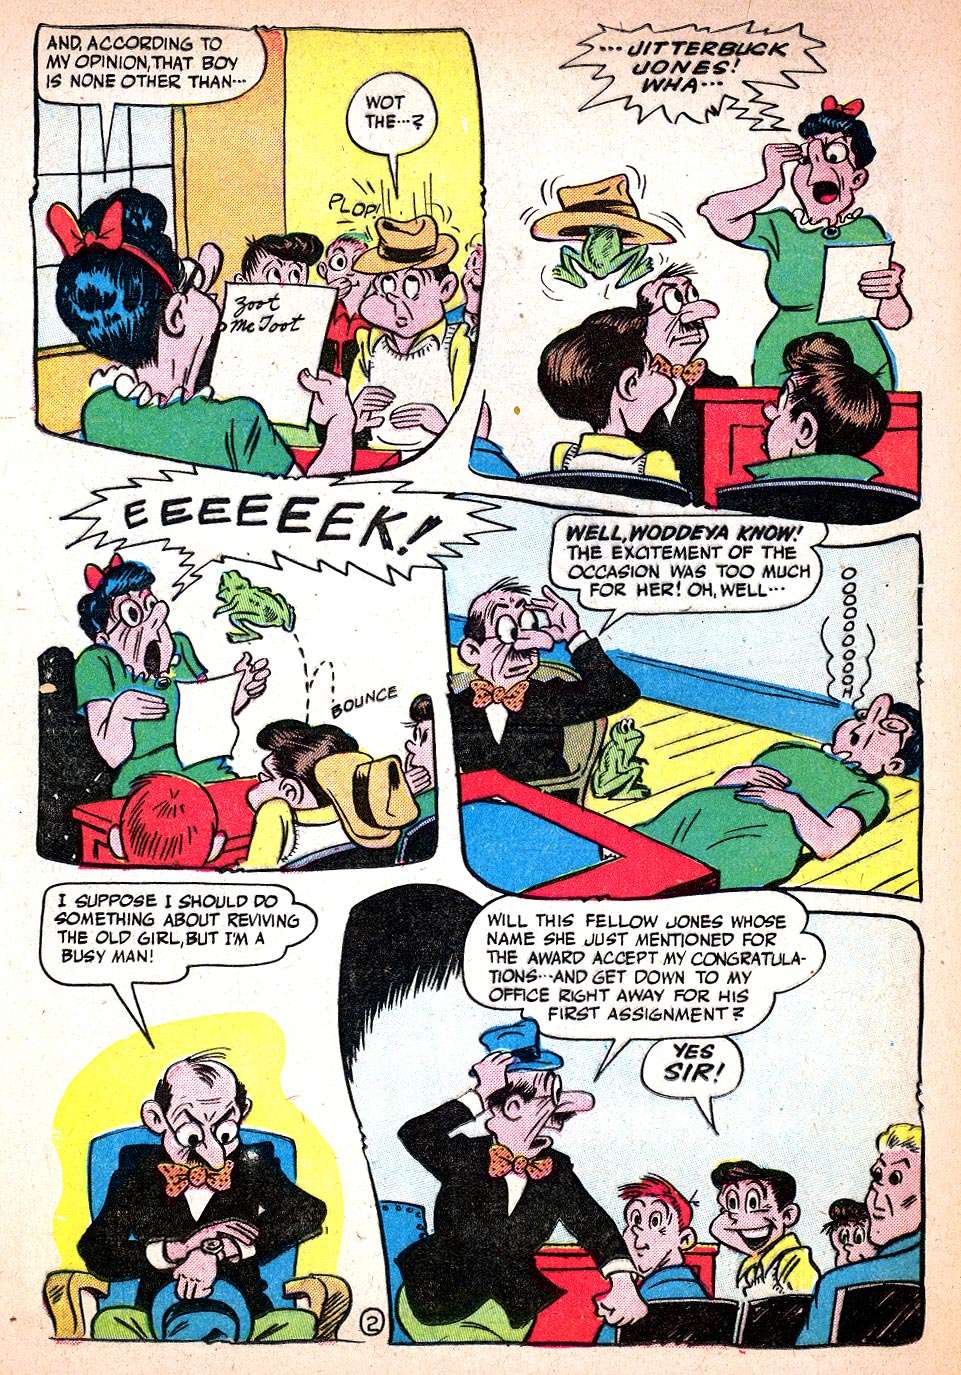 AND, ACCORDING TO
MY OPINION, THAT BOY
IS NONE OTHER THAN...
WOT
THE...?
PLOP!
Zoot
McToot
...JITTERBUCK
JONES!
WHA...
EEEEEEEK!
BOUNCE
WELL, WODDEYA KNOW!
THE EXCITEMENT OF THE
OCCASION WAS TOO MUCH
FOR HER! OH, WELL...
OOOOOOOOH
I SUPPOSE I SHOULD DO
SOMETHING ABOUT REVIVING
THE OLD GIRL, BUT I'M A
BUSY MAN!
WILL THIS FELLOW JONES WHOSE
NAME SHE JUST MENTIONED FOR
THE AWARD ACCEPT MY CONGRATULA-
TIONS...AND GET DOWN TO MY
OFFICE RIGHT AWAY FOR HIS
FIRST ASSIGNMENT?
YES
SIR!
2